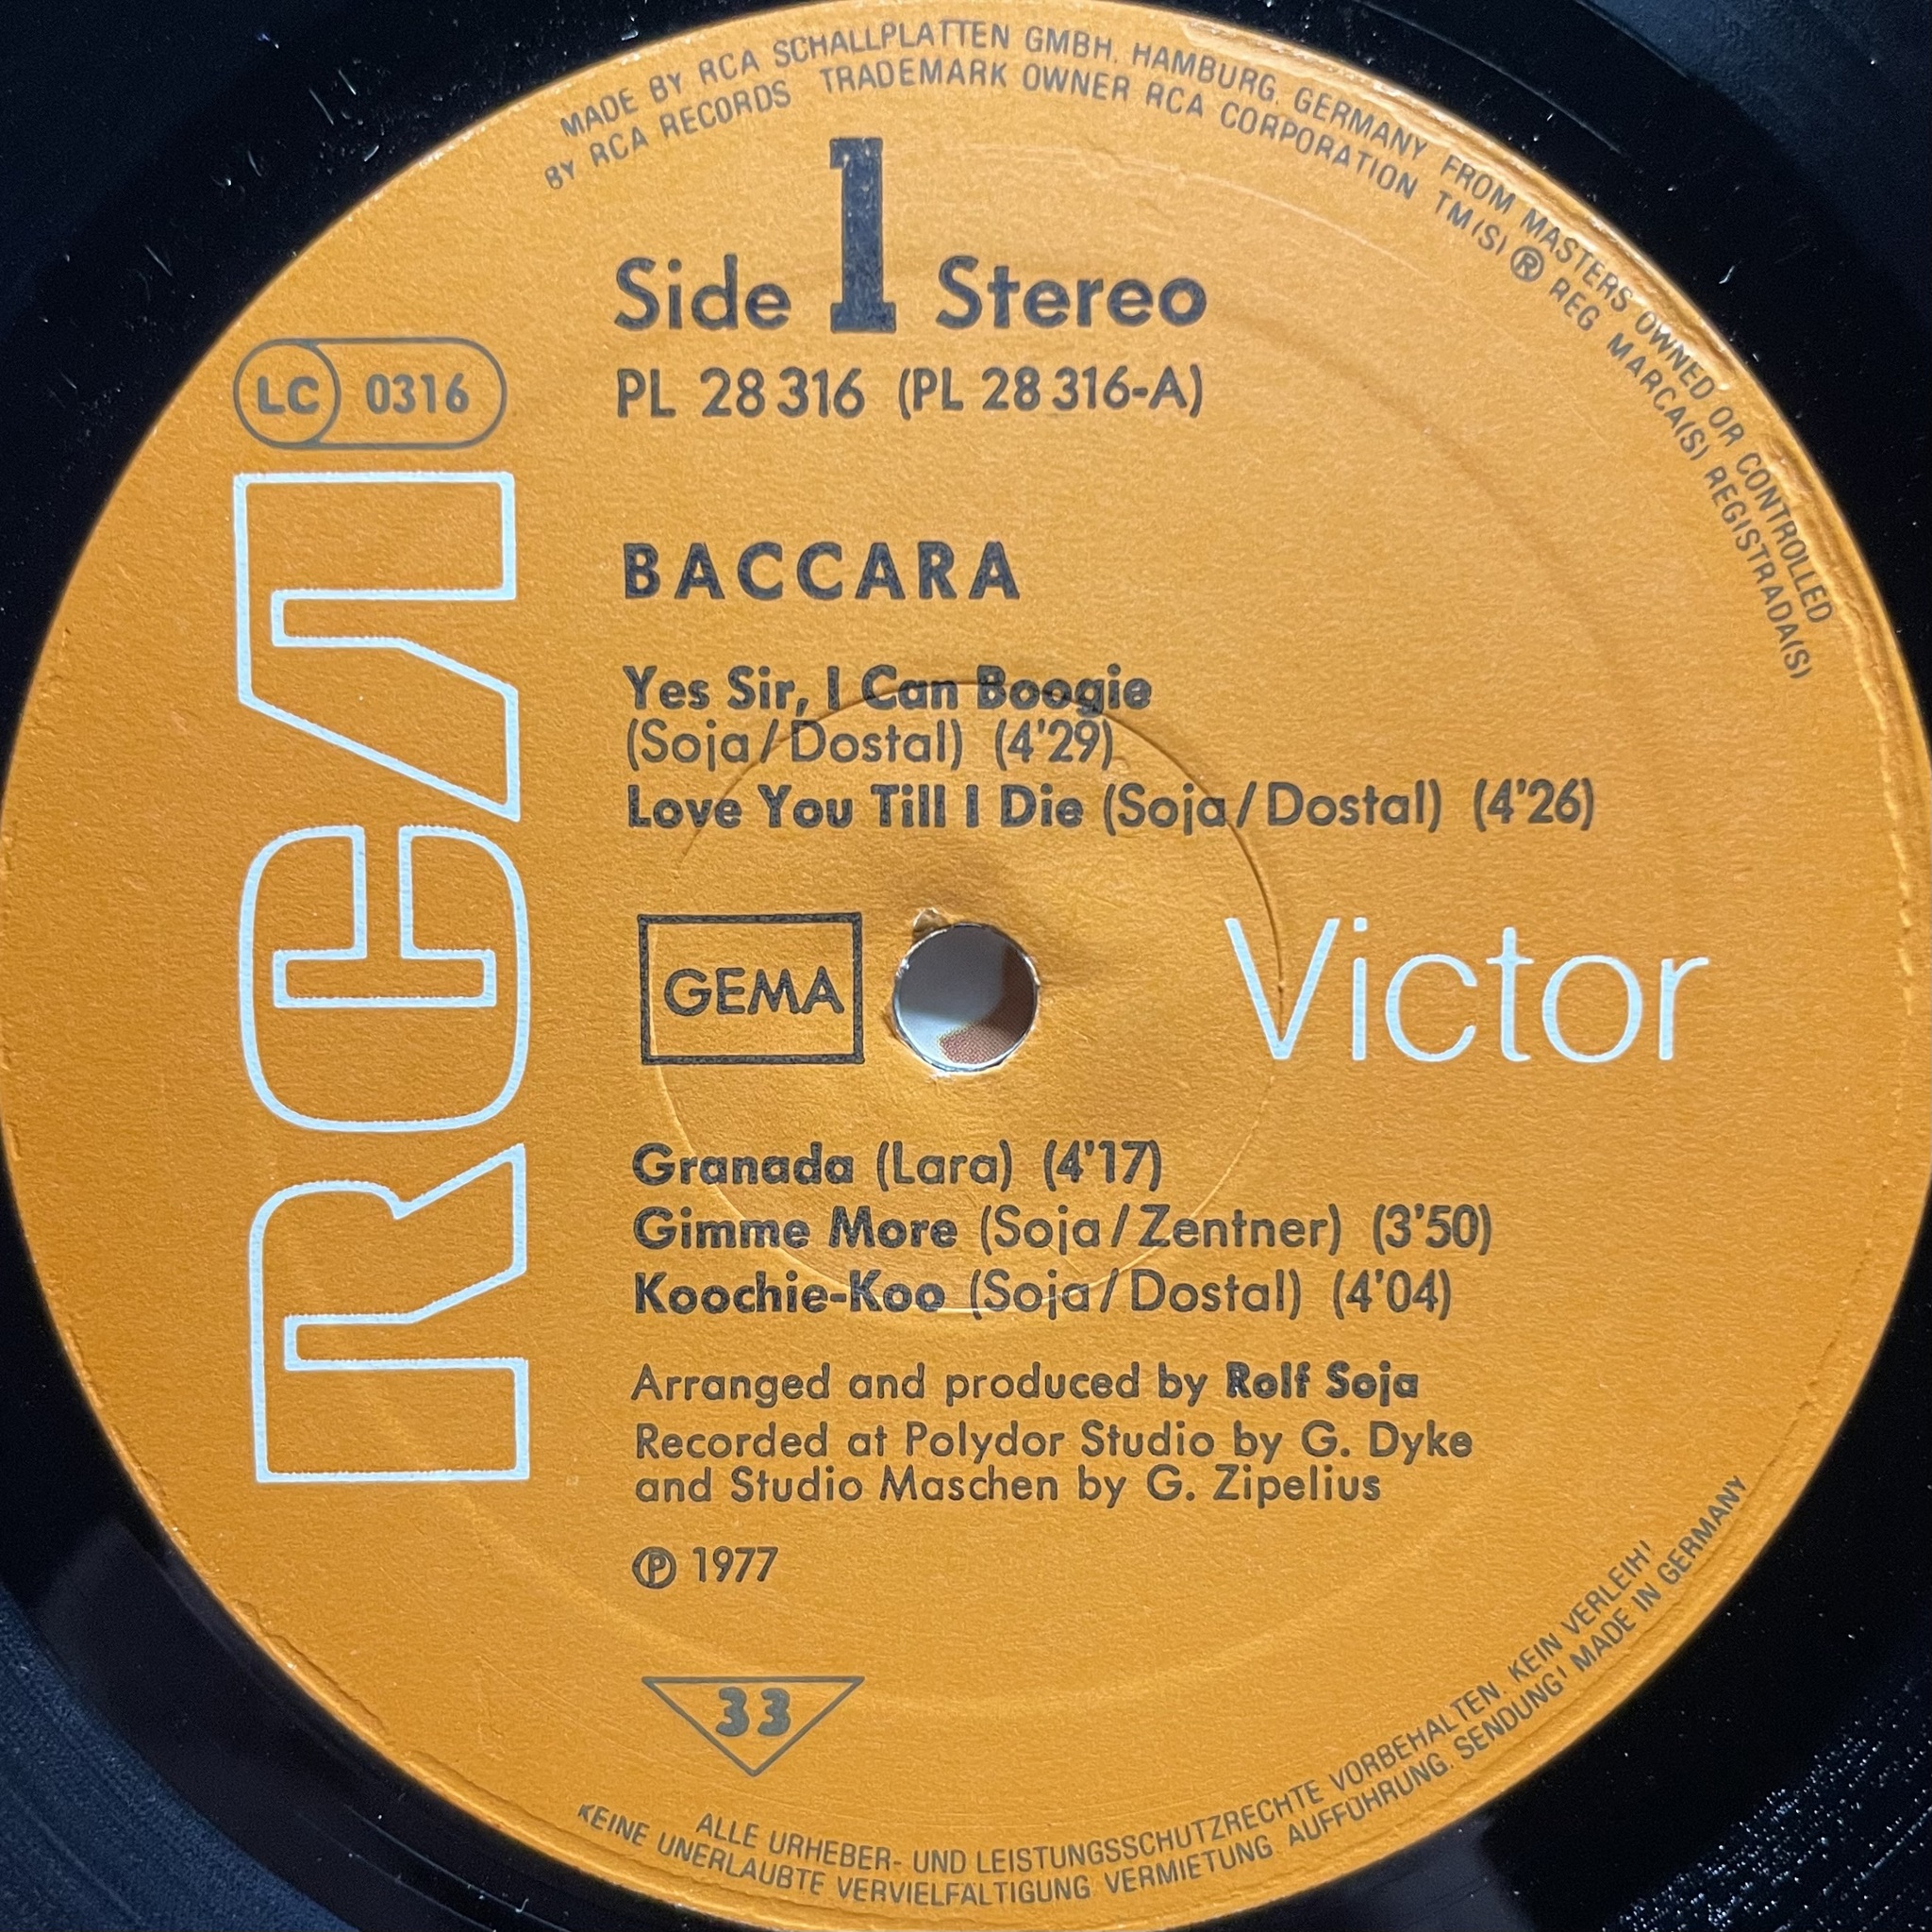 MADE BY RCA SCHALLPLATTEN GMBH. HAMBURG. GERMANY FROM MASTERS OWNED OR CONTROLLED
BY RCA RECORDS TRADEMARK OWNER RCA CORPORATION TM(S) ® REG MARCA(S) REGISTRADA(S)
Side 1 Stereo
PL 28 316 (PL 28 316-A)
LC 0316
RCA
BACCARA
Yes Sir, I Can Boogie
(Soja / Dostal) (4'29)
Love You Till I Die (Soja / Dostal) (4'26)
GEMA
Victor
Granada (Lara) (4'17)
Gimme More (Soja / Zentner) (3'50)
Koochie-Koo (Soja / Dostal) (4'04)
Arranged and produced by Rolf Soja
Recorded at Polydor Studio by G. Dyke
and Studio Maschen by G. Zipelius
℗ 1977
33
ALLE URHEBER- UND LEISTUNGSSCHUTZRECHTE VORBEHALTEN. KEIN VERLEIH!
KEINE UNERLAUBTE VERVIELFÄLTIGUNG VERMIETUNG AUFFÜHRUNG. SENDUNG! MADE IN GERMANY